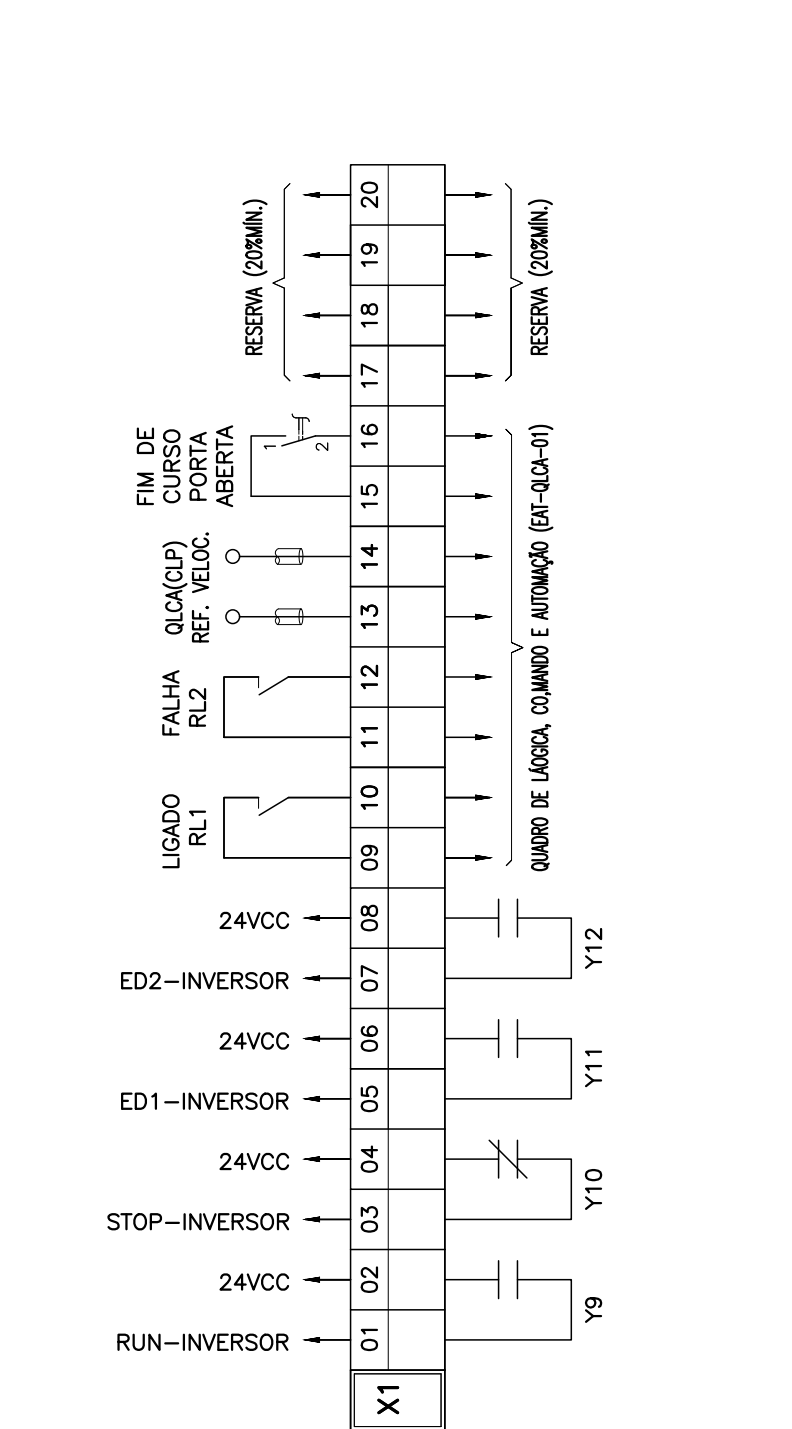 RESERVA (20%MÍN.)
20
19
18
17
RESERVA (20%MÍN.)
FIM DE
CURSO
PORTA
ABERTA
1
2
16
15
QLCA(CLP)
REF. VELOC.
14
13
FALHA
RL2
12
11
LIGADO
RL1
10
09
QUADRO DE LÁOGICA, CO,MANDO E AUTOMAÇÃO (EAT-QLCA-01)
24VCC
08
ED2-INVERSOR
07
Y12
24VCC
06
ED1-INVERSOR
05
Y11
24VCC
04
STOP-INVERSOR
03
Y10
24VCC
02
RUN-INVERSOR
01
Y9
X1